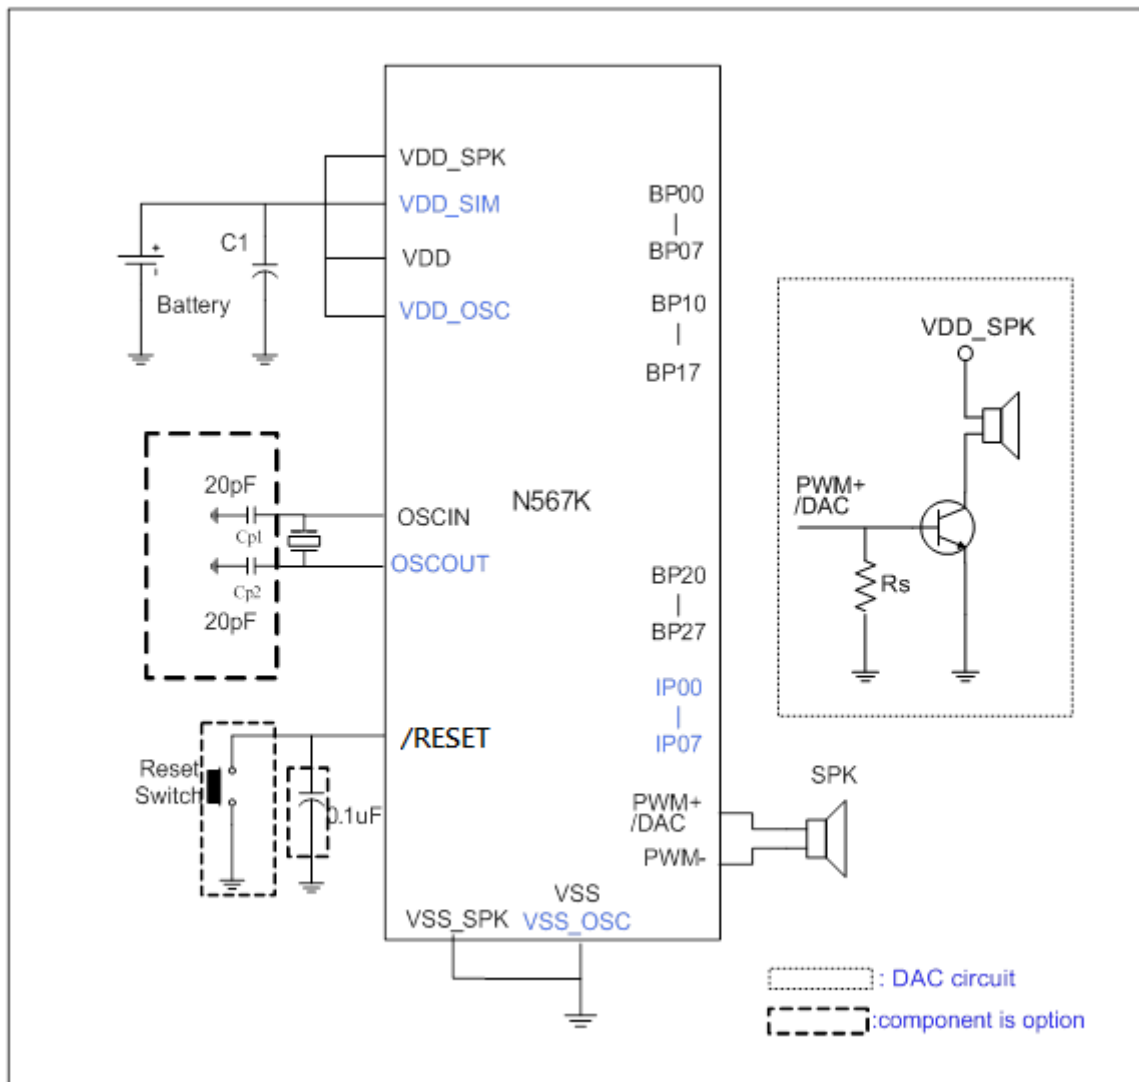 VDD_SPK
VDD_SIM
VDD
VDD_OSC
C1
+
-
Battery
20pF
Cp1
Cp2
20pF
OSCIN
OSCOUT
N567K
/RESET
Reset
Switch
0.1uF
VSS_SPK
VSS
VSS_OSC
BP00
|
BP07
BP10
|
BP17
BP20
|
BP27
IP00
|
IP07
PWM+
/DAC
PWM-
SPK
VDD_SPK
PWM+
/DAC
Rs
: DAC circuit
:component is option